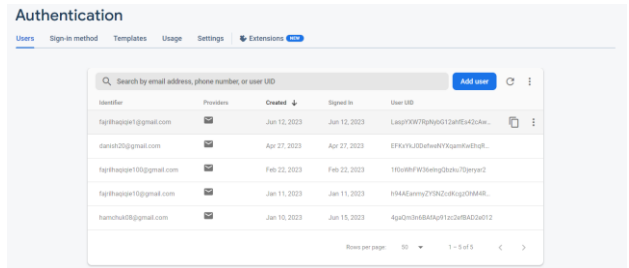 Authentication
Users Sign-in method Templates Usage Settings Extensions NEW
Search by email address, phone number, or user UID Add user
Identifier Providers Created Signed In User UID
fajrilhaqiqie1@gmail.com Jun 12, 2023 Jun 12, 2023
danish20@gmail.com Apr 27, 2023 Apr 27, 2023
fajrilhaqiqie100@gmail.com Feb 22, 2023 Feb 22, 2023
fajrilhaqiqie10@gmail.com Jan 11, 2023 Jan 11, 2023
hamchuk08@gmail.com Jan 10, 2023 Jun 15, 2023
Rows per page: 50 1 – 5 of 5